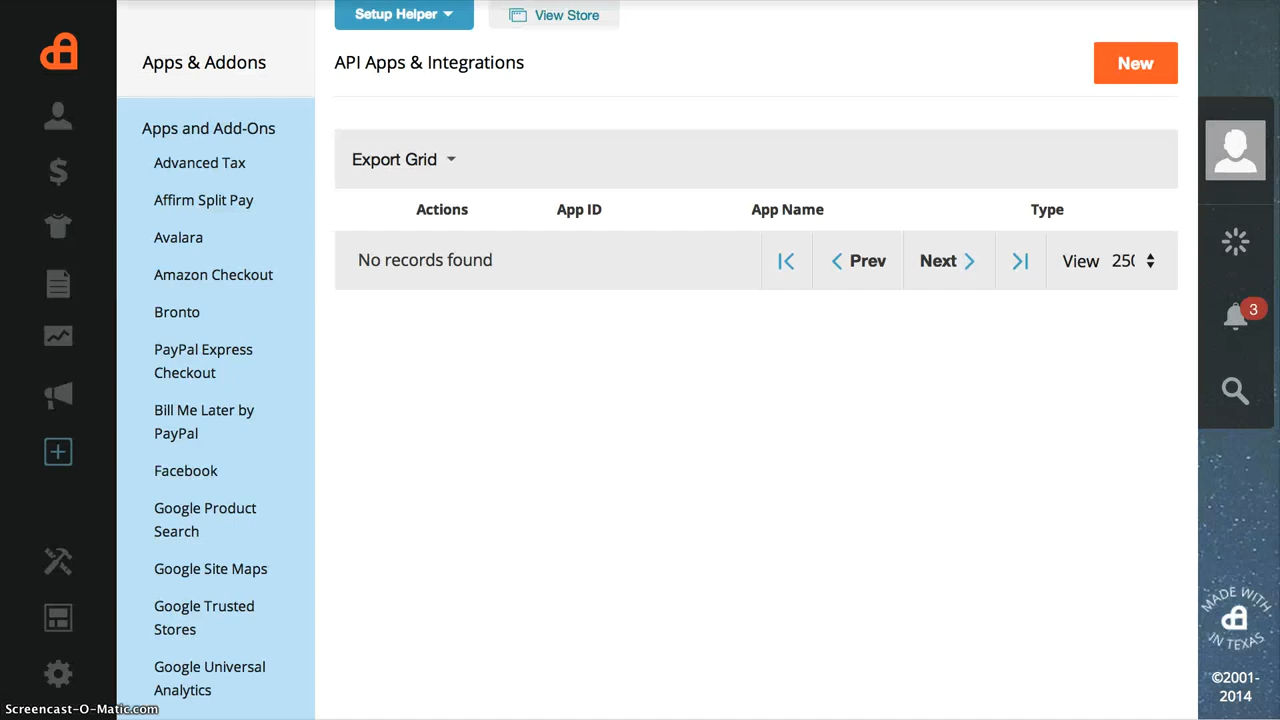 Setup Helper
View Store
Apps & Addons
API Apps & Integrations
New
Apps and Add-Ons
Advanced Tax
Affirm Split Pay
Avalara
Amazon Checkout
Bronto
PayPal Express
Checkout
Bill Me Later by
PayPal
Facebook
Google Product
Search
Google Site Maps
Google Trusted
Stores
Google Universal
Analytics
Export Grid
Actions App ID App Name Type
No records found
Prev
Next
View 250
3
MADE WITH
IN TEXAS
©2001-
2014
Screencast-O-Matic.com